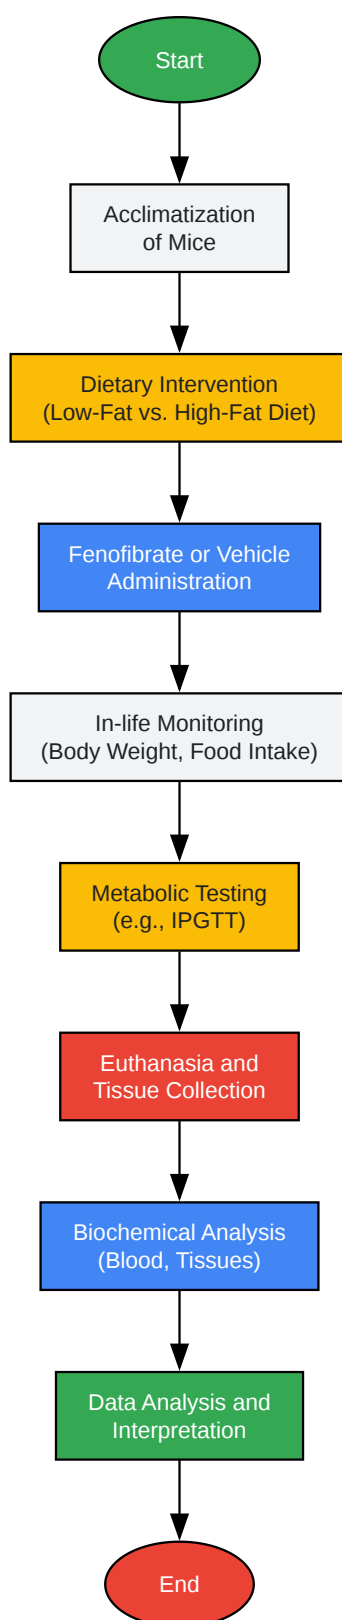 Start
Acclimatization
of Mice
Dietary Intervention
(Low-Fat vs. High-Fat Diet)
Fenofibrate or Vehicle
Administration
In-life Monitoring
(Body Weight, Food Intake)
Metabolic Testing
(e.g., IPGTT)
Euthanasia and
Tissue Collection
Biochemical Analysis
(Blood, Tissues)
Data Analysis and
Interpretation
End